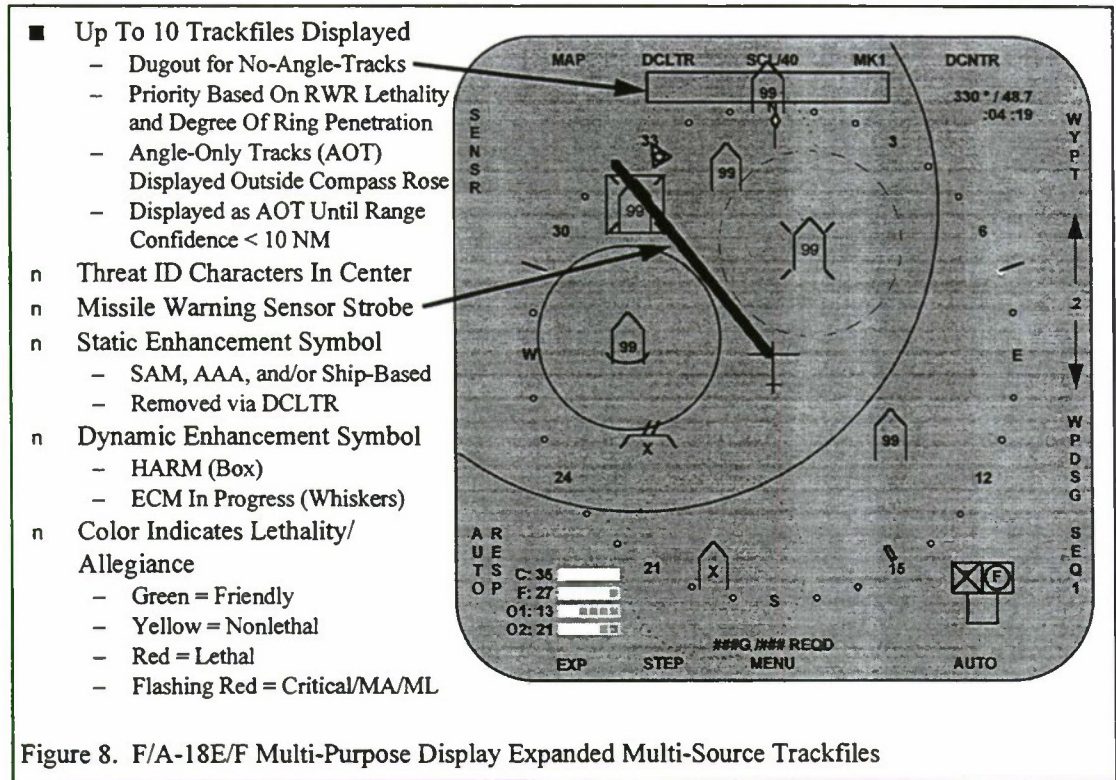 ■ Up To 10 Trackfiles Displayed
– Dugout for No-Angle-Tracks
– Priority Based On RWR Lethality
and Degree Of Ring Penetration
– Angle-Only Tracks (AOT)
Displayed Outside Compass Rose
– Displayed as AOT Until Range
Confidence < 10 NM
n Threat ID Characters In Center
n Missile Warning Sensor Strobe
n Static Enhancement Symbol
– SAM, AAA, and/or Ship-Based
– Removed via DCLTR
n Dynamic Enhancement Symbol
– HARM (Box)
– ECM In Progress (Whiskers)
n Color Indicates Lethality/
Allegiance
– Green = Friendly
– Yellow = Nonlethal
– Red = Lethal
– Flashing Red = Critical/MA/ML
MAP DCLTR MK1 DCNTR
99
330 ° / 48.7
:04 :19
SENSR
WYPT
N
33
3
99
99
99
30
6
2
99
W
E
X
99
24
12
WPDSG
SEQ1
AUTO
RESP
21
X
15
S
F
C: 35
F: 27
O1: 13
O2: 21
###G /### REQD
EXP STEP MENU AUTO
Figure 8. F/A-18E/F Multi-Purpose Display Expanded Multi-Source Trackfiles